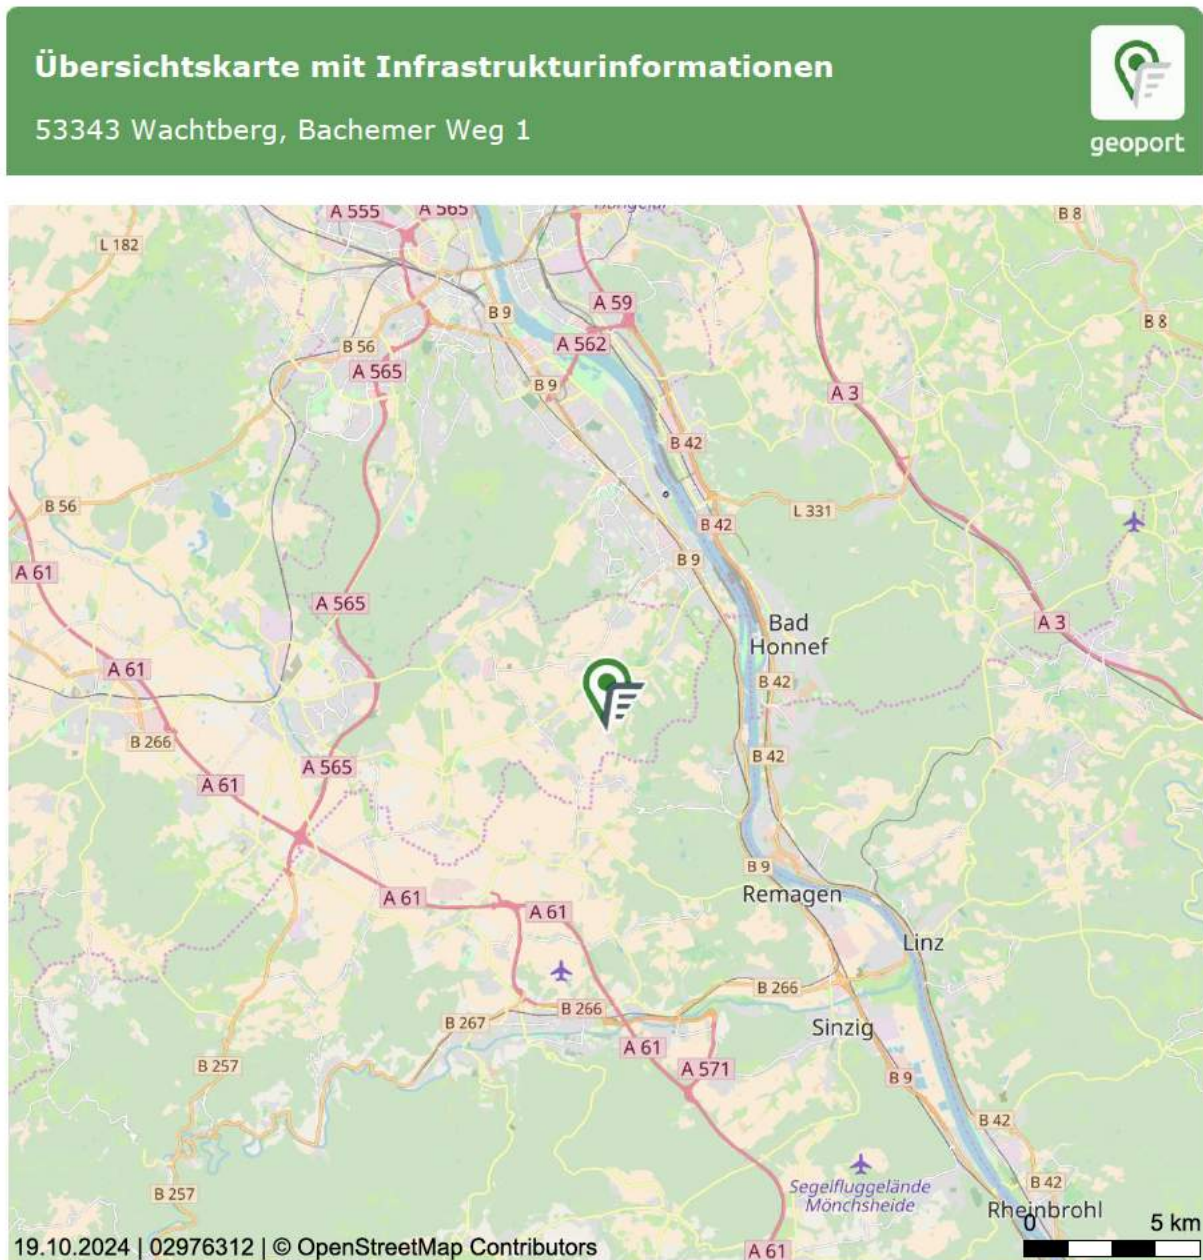 Übersichtskarte mit Infrastrukturinformationen
53343 Wachtberg, Bachemer Weg 1
geoport
A 555
A 565
B 8
L 182
A 59
B 9
B 8
A 562
B 56
A 565
B 9
A 3
B 42
B 56
L 331
B 42
B 9
A 61
A 565
Bad
Honnef
A 3
A 61
B 42
B 266
B 42
A 565
A 61
B 9
Remagen
A 61
A 61
Linz
B 266
B 266
B 267
Sinzig
A 61
B 257
A 571
B 9
B 42
B 42
Segelfluggelände
Mönchsheide
B 257
Rheinbrohl
0
5 km
A 61
19.10.2024 | 02976312 | © OpenStreetMap Contributors